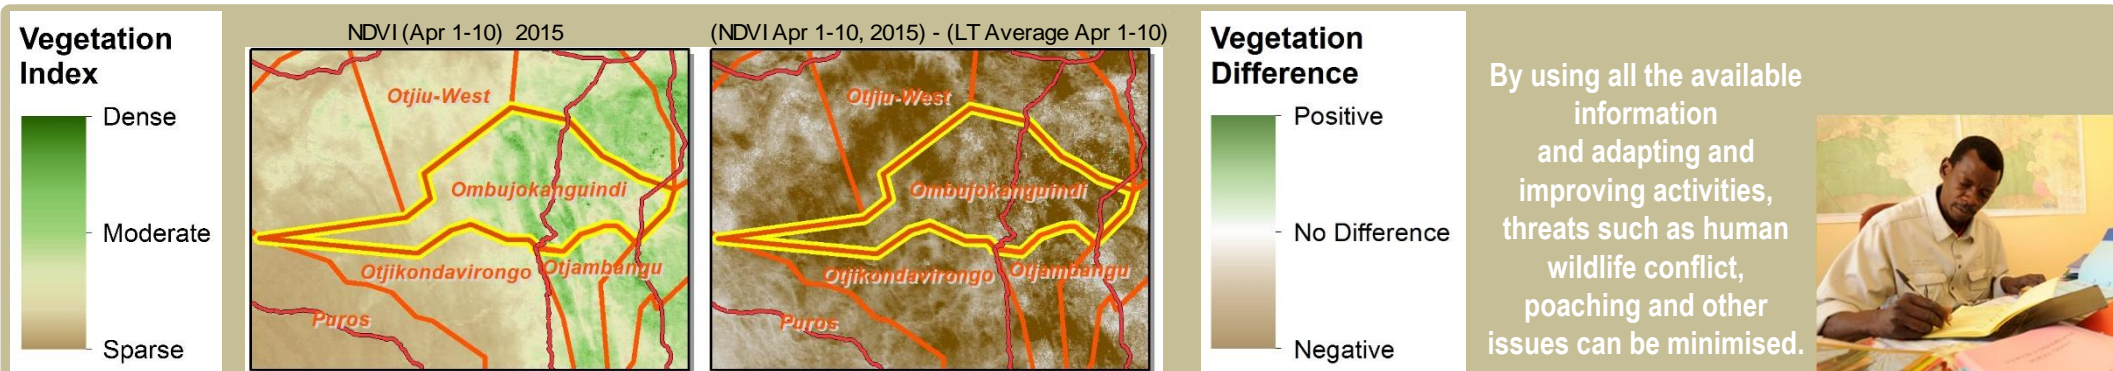 Vegetation
Index
Dense
Moderate
Sparse
NDVI (Apr 1-10) 2015
Otjiu-West
Ombujokanguindi
Otjikondavirongo
Otjambangu
Puros
(NDVI Apr 1-10, 2015) - (LT Average Apr 1-10)
Otjiu-West
Ombujokanguindi
Otjikondavirongo
Otjambangu
Puros
Vegetation
Difference
Positive
No Difference
Negative
By using all the available
information
and adapting and
improving activities,
threats such as human
wildlife conflict,
poaching and other
issues can be minimised.